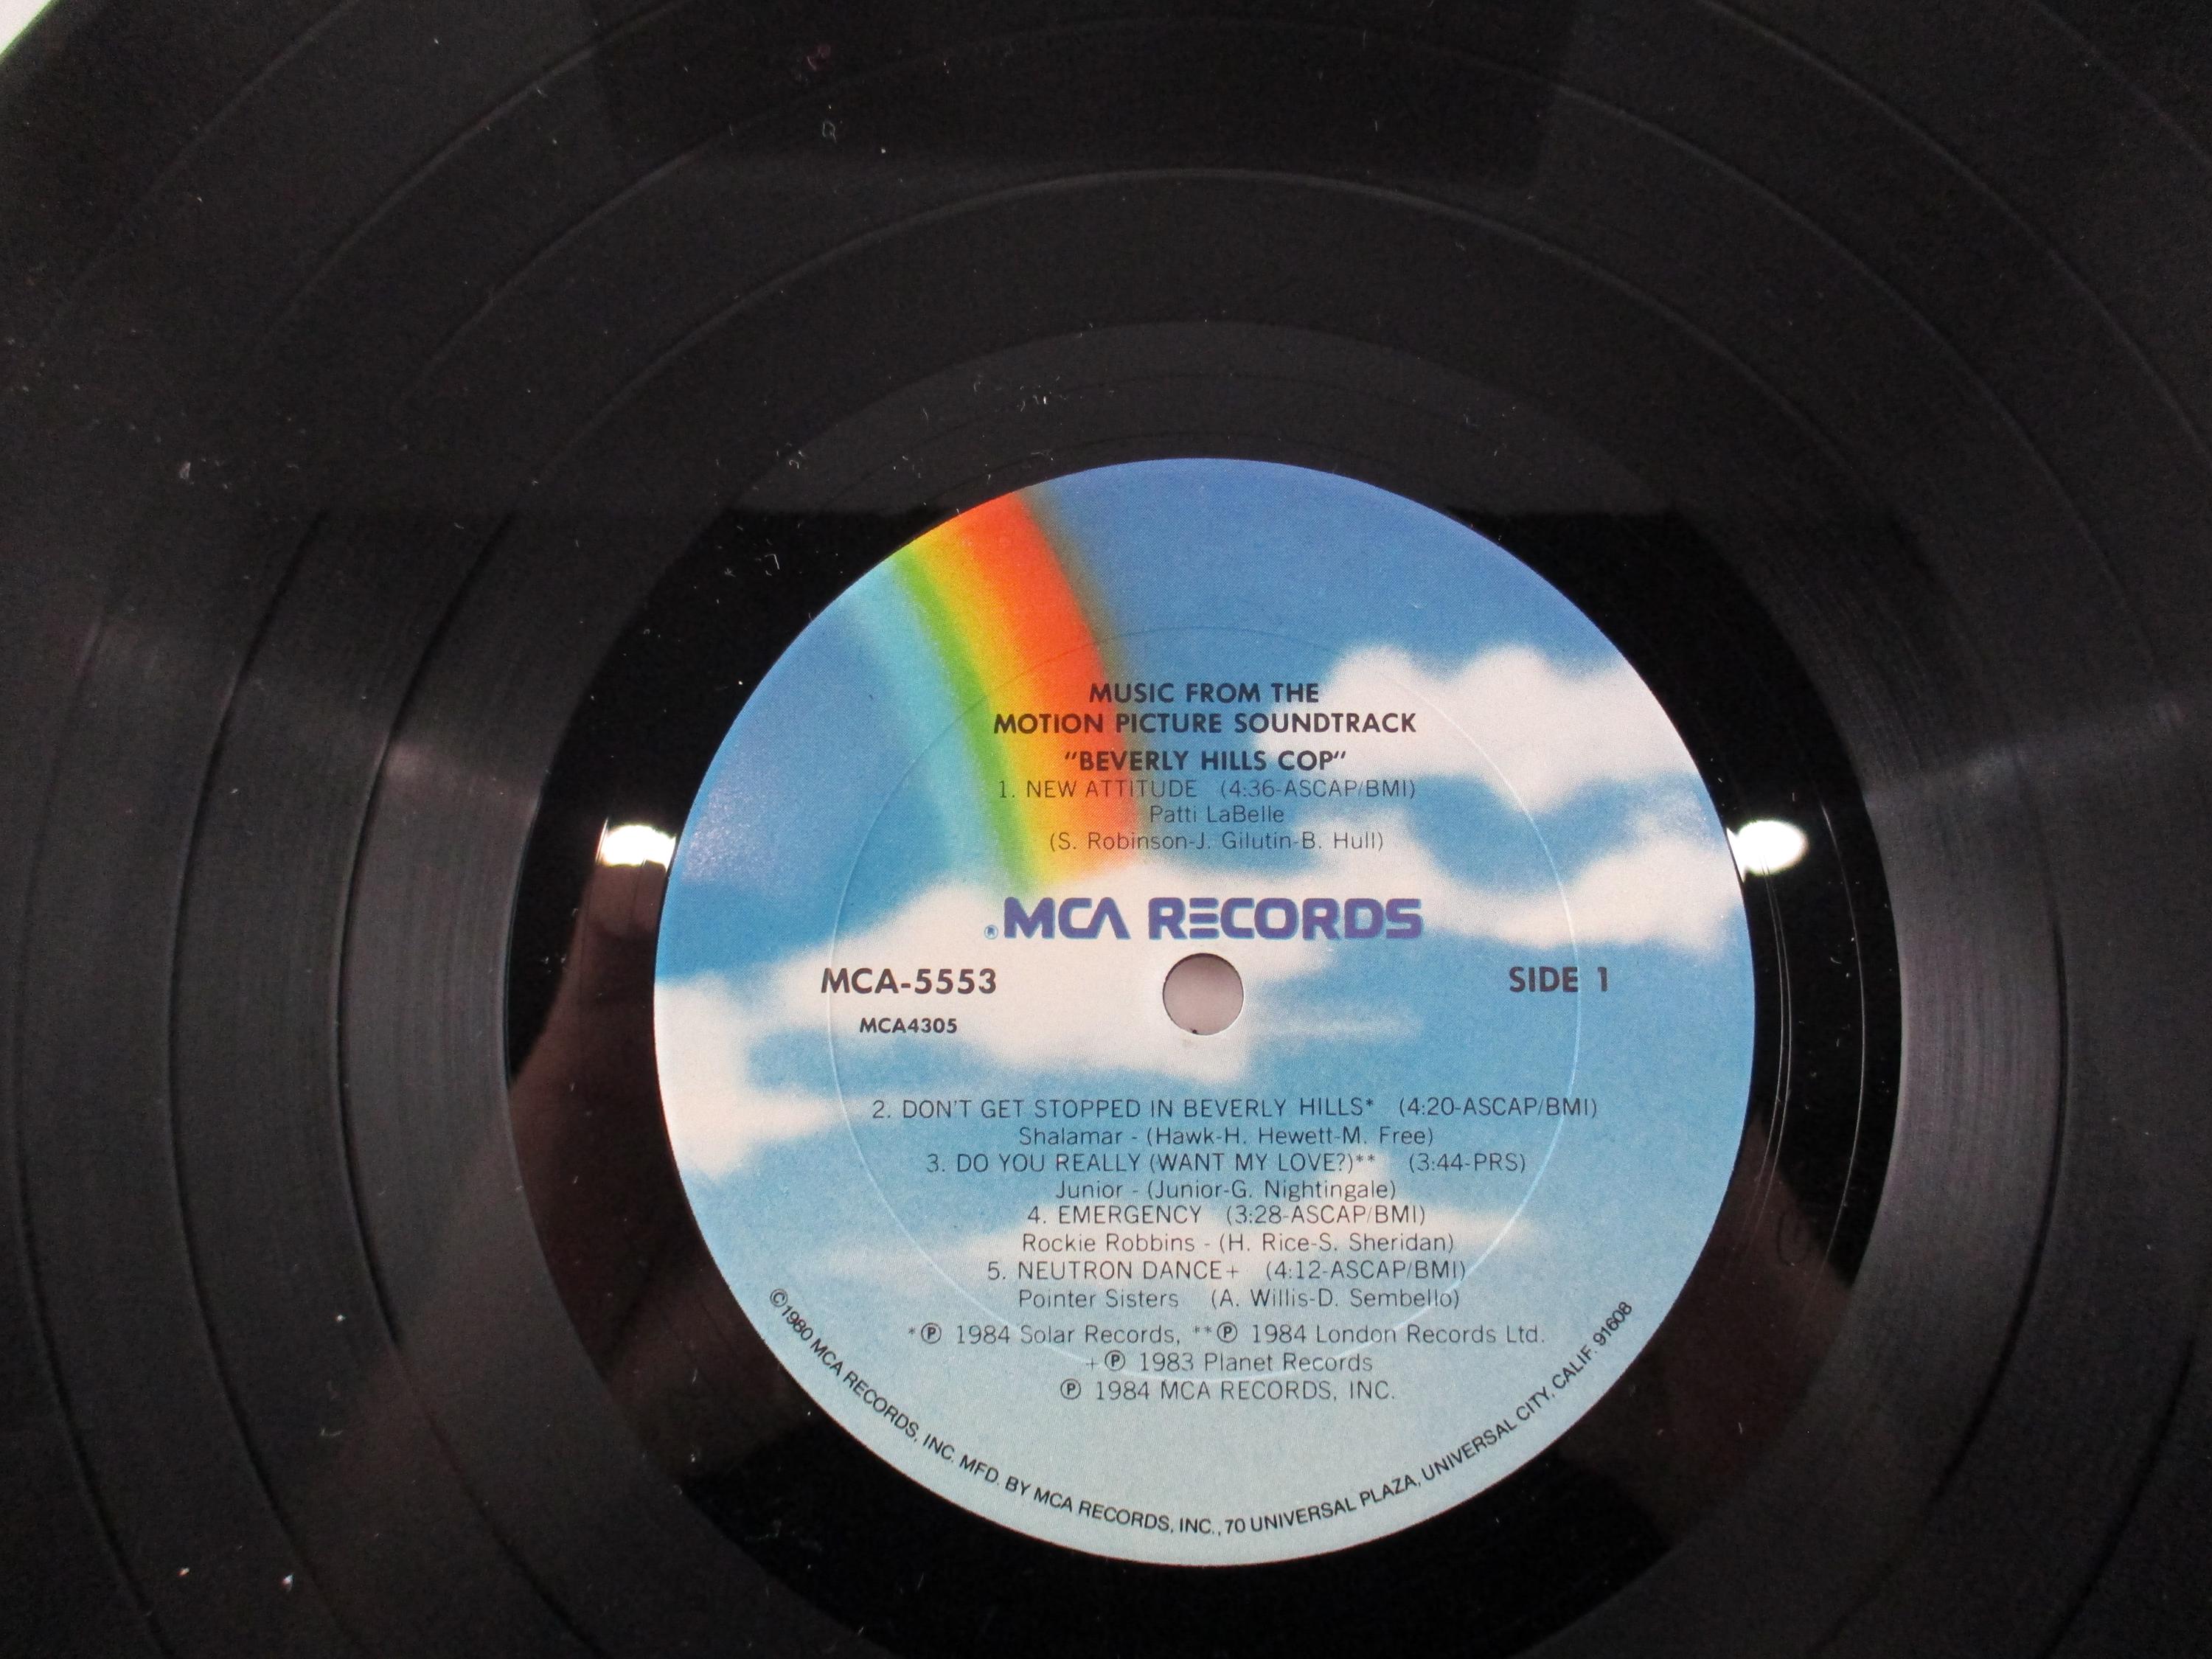 MUSIC FROM THE
MOTION PICTURE SOUNDTRACK
"BEVERLY HILLS COP"
1. NEW ATTITUDE (4:36-ASCAP/BMI)
Patti LaBelle
(S. Robinson-J. Gilutin-B. Hull)
®MCA RECORDS
MCA-5553
SIDE 1
MCA4305
2. DON'T GET STOPPED IN BEVERLY HILLS* (4:20-ASCAP/BMI)
Shalamar - (Hawk-H. Hewett-M. Free)
3. DO YOU REALLY (WANT MY LOVE?)** (3:44-PRS)
Junior - (Junior-G. Nightingale)
4. EMERGENCY (3:28-ASCAP/BMI)
Rockie Robbins - (H. Rice-S. Sheridan)
5. NEUTRON DANCE+ (4:12-ASCAP/BMI)
Pointer Sisters (A. Willis-D. Sembello)
*℗ 1984 Solar Records, **℗ 1984 London Records Ltd.
+℗ 1983 Planet Records
℗ 1984 MCA RECORDS, INC.
©1980 MCA RECORDS, INC. MFD. BY MCA RECORDS, INC., 70 UNIVERSAL PLAZA, UNIVERSAL CITY, CALIF. 91608